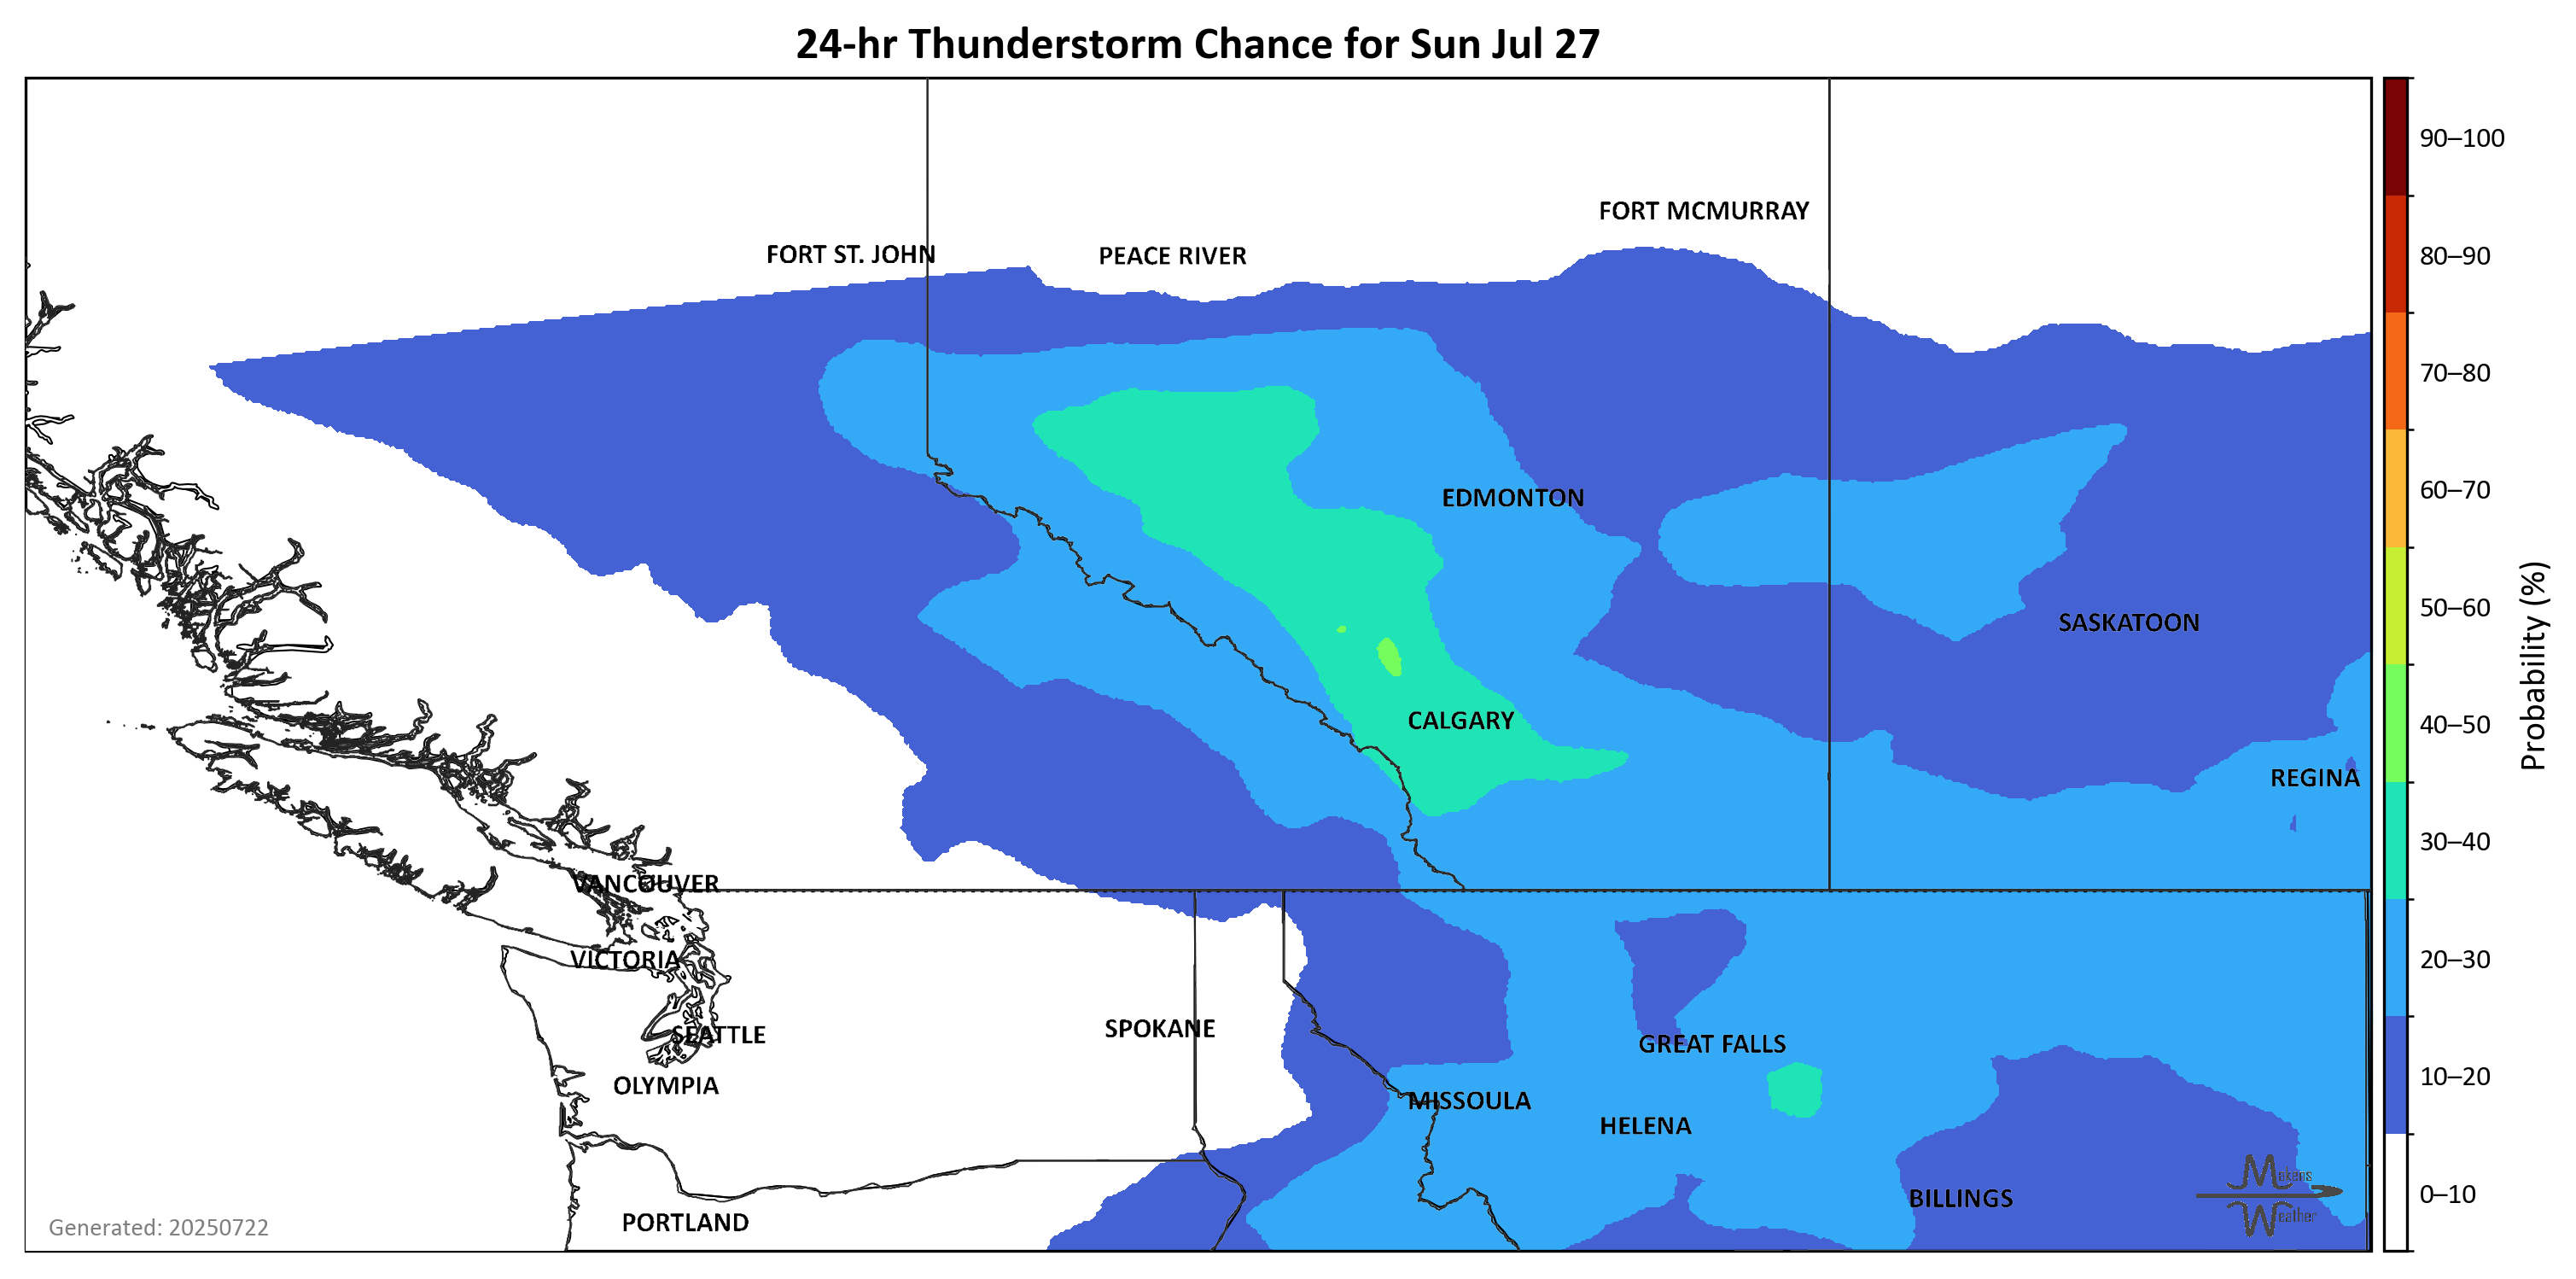 24-hr Thunderstorm Chance for Sun Jul 27
90–100
FORT MCMURRAY
FORT ST. JOHN
PEACE RIVER
80–90
70–80
EDMONTON
60–70
SASKATOON
50–60
CALGARY
40–50
Probability (%)
REGINA
30–40
VANCOUVER
VICTORIA
20–30
SPOKANE
SEATTLE
GREAT FALLS
OLYMPIA
MISSOULA
10–20
HELENA
Mekens
Weather
BILLINGS
0–10
PORTLAND
Generated: 20250722